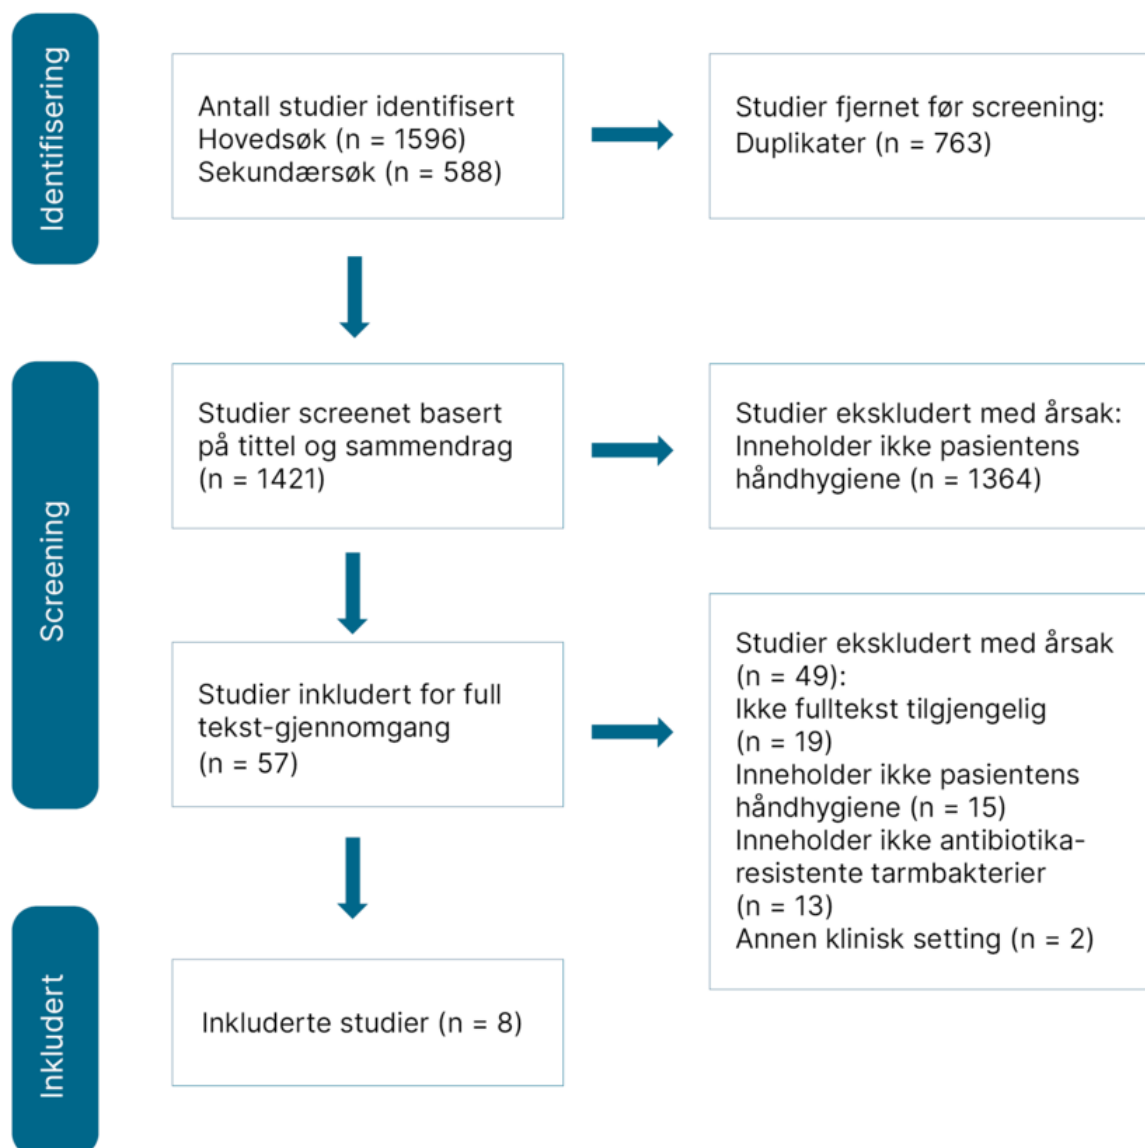 Identifisering
Antall studier identifisert
Hovedsøk (n = 1596)
Sekundærsøk (n = 588)
Studier fjernet før screening:
Duplikater (n = 763)
Screening
Studier screenet basert
på tittel og sammendrag
(n = 1421)
Studier ekskludert med årsak:
Inneholder ikke pasientens
håndhygiene (n = 1364)
Studier inkludert for full
tekst-gjennomgang
(n = 57)
Studier ekskludert med årsak
(n = 49):
Ikke fulltekst tilgjengelig
(n = 19)
Inneholder ikke pasientens
håndhygiene (n = 15)
Inneholder ikke antibiotika-
resistente tarmbakterier
(n = 13)
Annen klinisk setting (n = 2)
Inkludert
Inkluderte studier (n = 8)